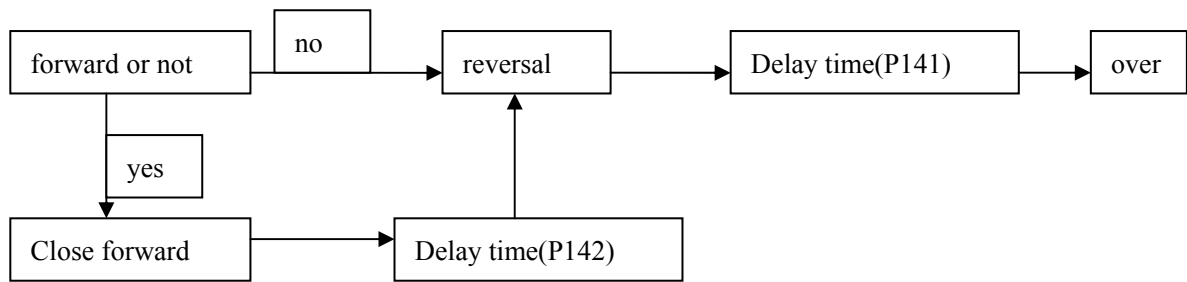 forward or not
no
reversal
Delay time(P141)
over
yes
Close forward
Delay time(P142)